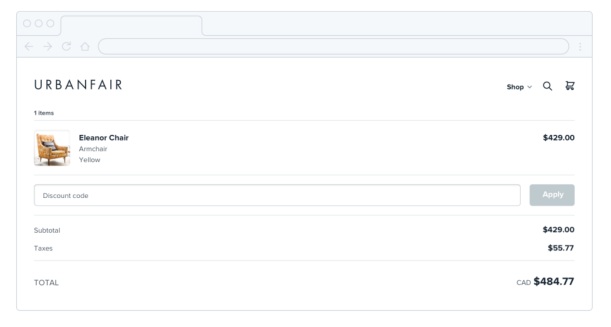 URBANFAIR
Shop
1 items
Eleanor Chair $429.00
Armchair
Yellow
Discount code Apply
Subtotal $429.00
Taxes $55.77
TOTAL CAD $484.77